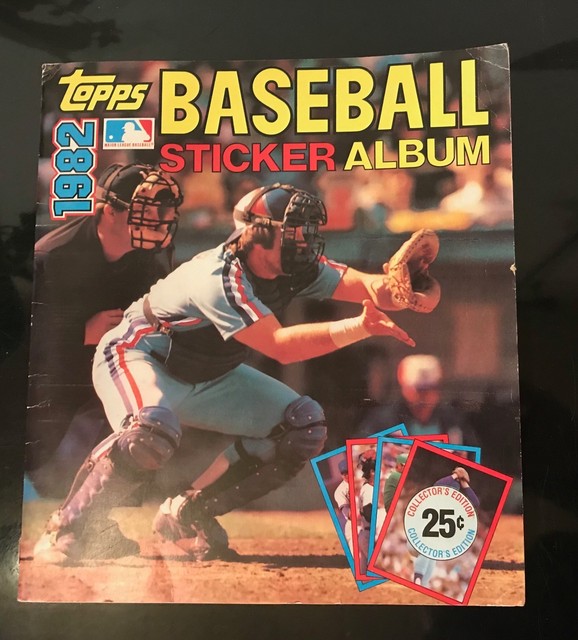 Topps
BASEBALL
1982
MAJOR LEAGUE BASEBALL
STICKER ALBUM
COLLECTOR'S EDITION
25¢
COLLECTOR'S EDITION